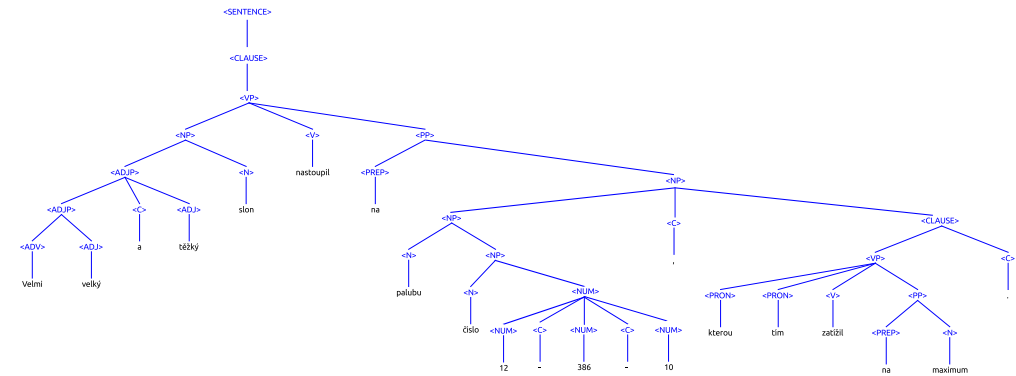 <SENTENCE>
<CLAUSE>
<VP>
<NP> <V> <PP>
<ADJP> <N> nastoupil <PREP> <NP>
<ADJP> <C> <ADJ> slon na <NP> <C> <CLAUSE>
<ADV> <ADJ> a těžký <N> <NP> , <VP> <C>
Velmi velký palubu <N> <NUM> <PRON> <PRON> <V> <PP> .
číslo <NUM> <C> <NUM> <C> <NUM> kterou tím zatížil <PREP> <N>
12 - 386 - 10 na maximum